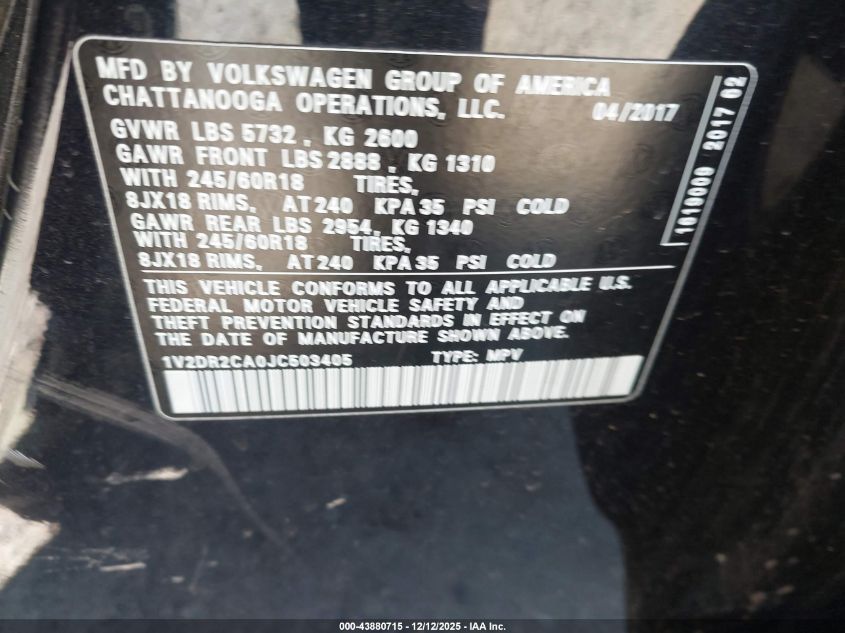 MFD BY VOLKSWAGEN GROUP OF AMERICA
CHATTANOOGA OPERATIONS, LLC. 04/2017
GVWR LBS 5732 , KG 2600
GAWR FRONT LBS 2888 , KG 1310
WITH 245/60R18 TIRES,
8JX18 RIMS, AT 240 KPA 35 PSI COLD
GAWR REAR LBS 2954, KG 1340
WITH 245/60R18 TIRES,
8JX18 RIMS, AT 240 KPA 35 PSI COLD
THIS VEHICLE CONFORMS TO ALL APPLICABLE U.S.
FEDERAL MOTOR VEHICLE SAFETY AND
THEFT PREVENTION STANDARDS IN EFFECT ON
THE DATE OF MANUFACTURE SHOWN ABOVE.
1V2DR2CA0JC503405 TYPE: MPV
2017 02
000-43880715 - 12/12/2025 - IAA Inc.